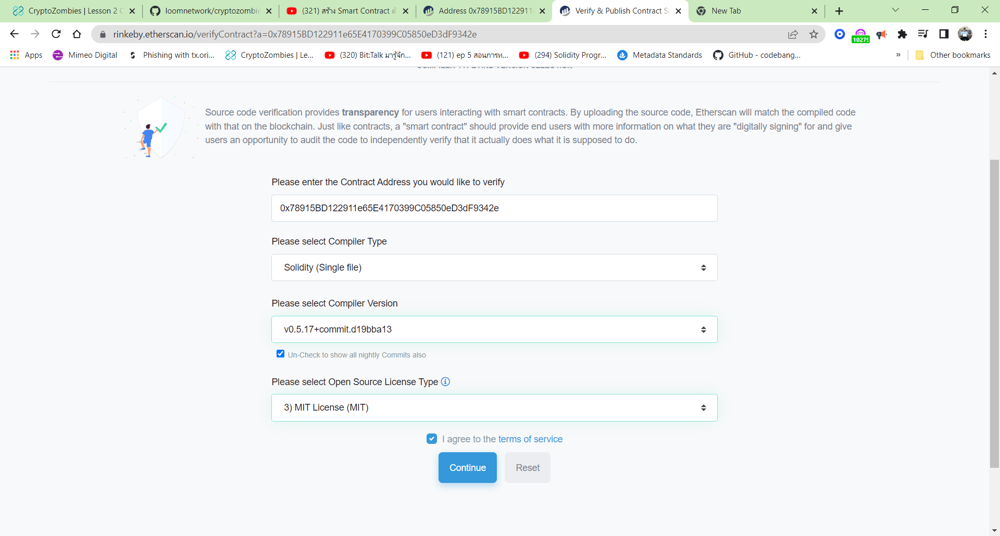 CryptoZombies | Lesson 2 C
loomnetwork/cryptozombie
(321) สร้าง Smart Contract ด้
Address 0x78915BD122911
Verify & Publish Contract S
New Tab
rinkeby.etherscan.io/verifyContract?a=0x78915BD122911e65E4170399C05850eD3dF9342e
10279
Apps
Mimeo Digital
Phishing with tx.ori...
CryptoZombies | Le...
(320) Bit:Talk มารู้จัก...
(121) ep 5 สอนการท...
(294) Solidity Progr...
Metadata Standards
GitHub - codebang...
»
Other bookmarks
COMPILER TYPE AND VERSION SELECTION
Source code verification provides transparency for users interacting with smart contracts. By uploading the source code, Etherscan will match the compiled code
with that on the blockchain. Just like contracts, a "smart contract" should provide end users with more information on what they are "digitally signing" for and give
users an opportunity to audit the code to independently verify that it actually does what it is supposed to do.
Please enter the Contract Address you would like to verify
0x78915BD122911e65E4170399C05850eD3dF9342e
Please select Compiler Type
Solidity (Single file)
Please select Compiler Version
v0.5.17+commit.d19bba13
Un-Check to show all nightly Commits also
Please select Open Source License Type
3) MIT License (MIT)
I agree to the terms of service
Continue
Reset